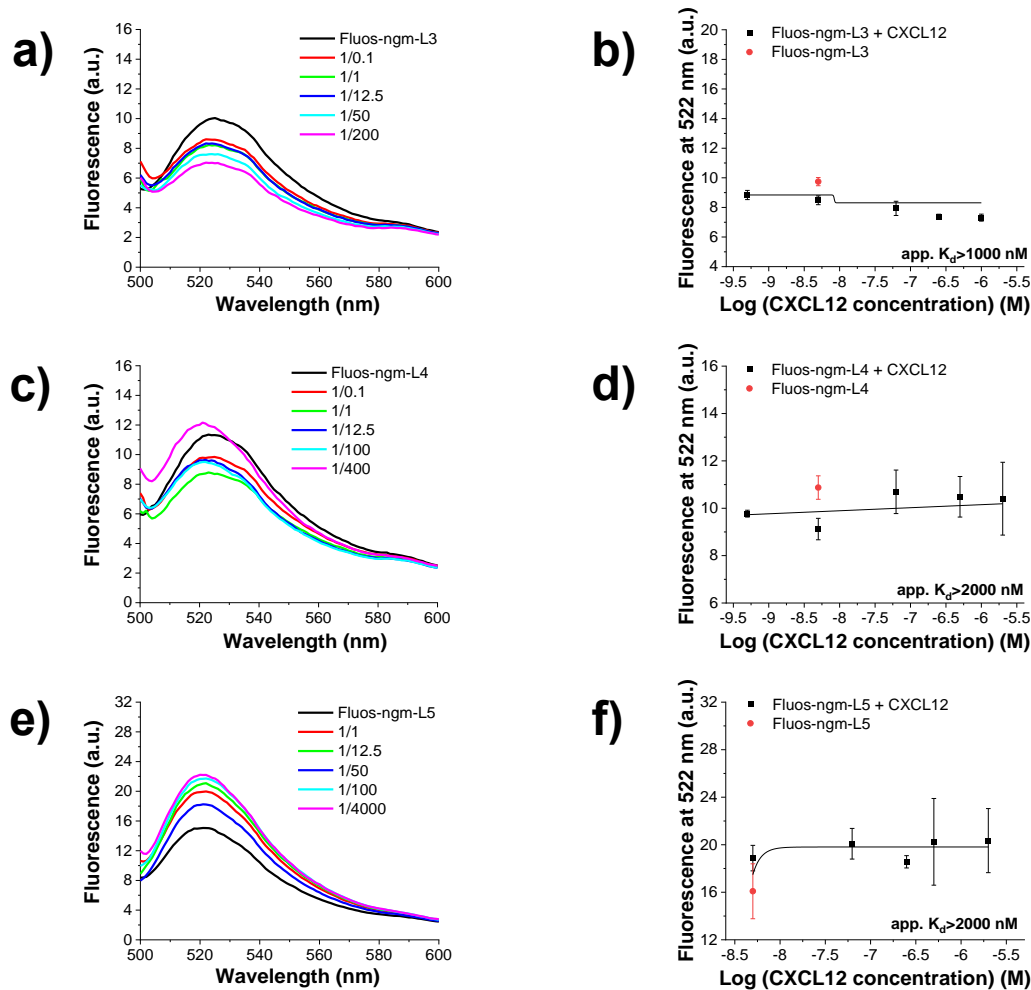 a)
Fluorescence (a.u.)
16
14
12
10
8
6
4
2
0
500 520 540 560 580 600
Wavelength (nm)
Fluos-ngm-L3
1/0.1
1/1
1/12.5
1/50
1/200
b)
Fluorescence at 522 nm (a.u.)
20
18
16
14
12
10
8
6
4
-9.5 -9 -8.5 -8 -7.5 -7 -6.5 -6 -5.5
Log (CXCL12 concentration) (M)
Fluos-ngm-L3 + CXCL12
Fluos-ngm-L3
app. Kd>1000 nM
c)
Fluorescence (a.u.)
16
14
12
10
8
6
4
2
0
500 520 540 560 580 600
Wavelength (nm)
Fluos-ngm-L4
1/0.1
1/1
1/12.5
1/100
1/400
d)
Fluorescence at 522 nm (a.u.)
16
14
12
10
8
6
-9.5 -9 -8.5 -8 -7.5 -7 -6.5 -6 -5.5
Log (CXCL12 concentration) (M)
Fluos-ngm-L4 + CXCL12
Fluos-ngm-L4
app. Kd>2000 nM
e)
Fluorescence (a.u.)
32
28
24
20
16
12
8
4
0
500 520 540 560 580 600
Wavelength (nm)
Fluos-ngm-L5
1/1
1/12.5
1/50
1/100
1/4000
f)
Fluorescence at 522 nm (a.u.)
32
28
24
20
16
12
-8.5 -8 -7.5 -7 -6.5 -6 -5.5
Log (CXCL12 concentration) (M)
Fluos-ngm-L5 + CXCL12
Fluos-ngm-L5
app. Kd>2000 nM